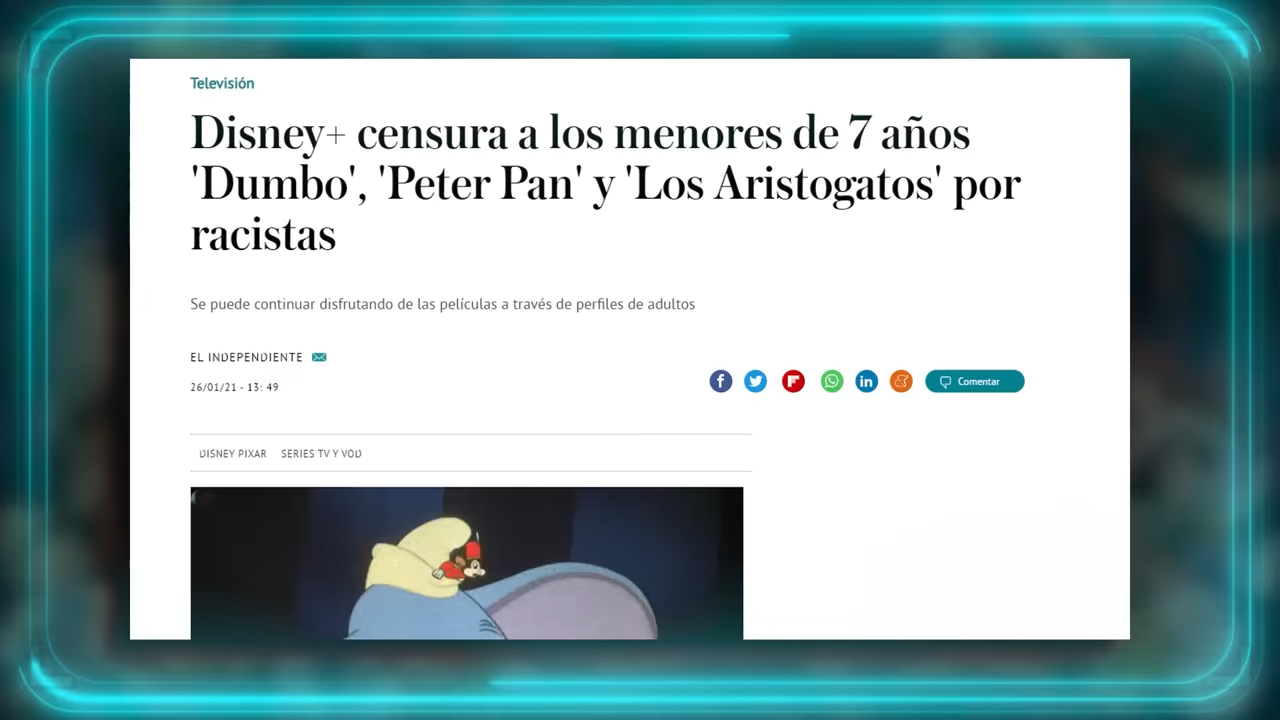 Televisión
Disney+ censura a los menores de 7 años
'Dumbo', 'Peter Pan' y 'Los Aristogatos' por
racistas
Se puede continuar disfrutando de las películas a través de perfiles de adultos
EL INDEPENDIENTE
26/01/21 - 13: 49
Comentar
DISNEY PIXAR SERIES TV Y VOD